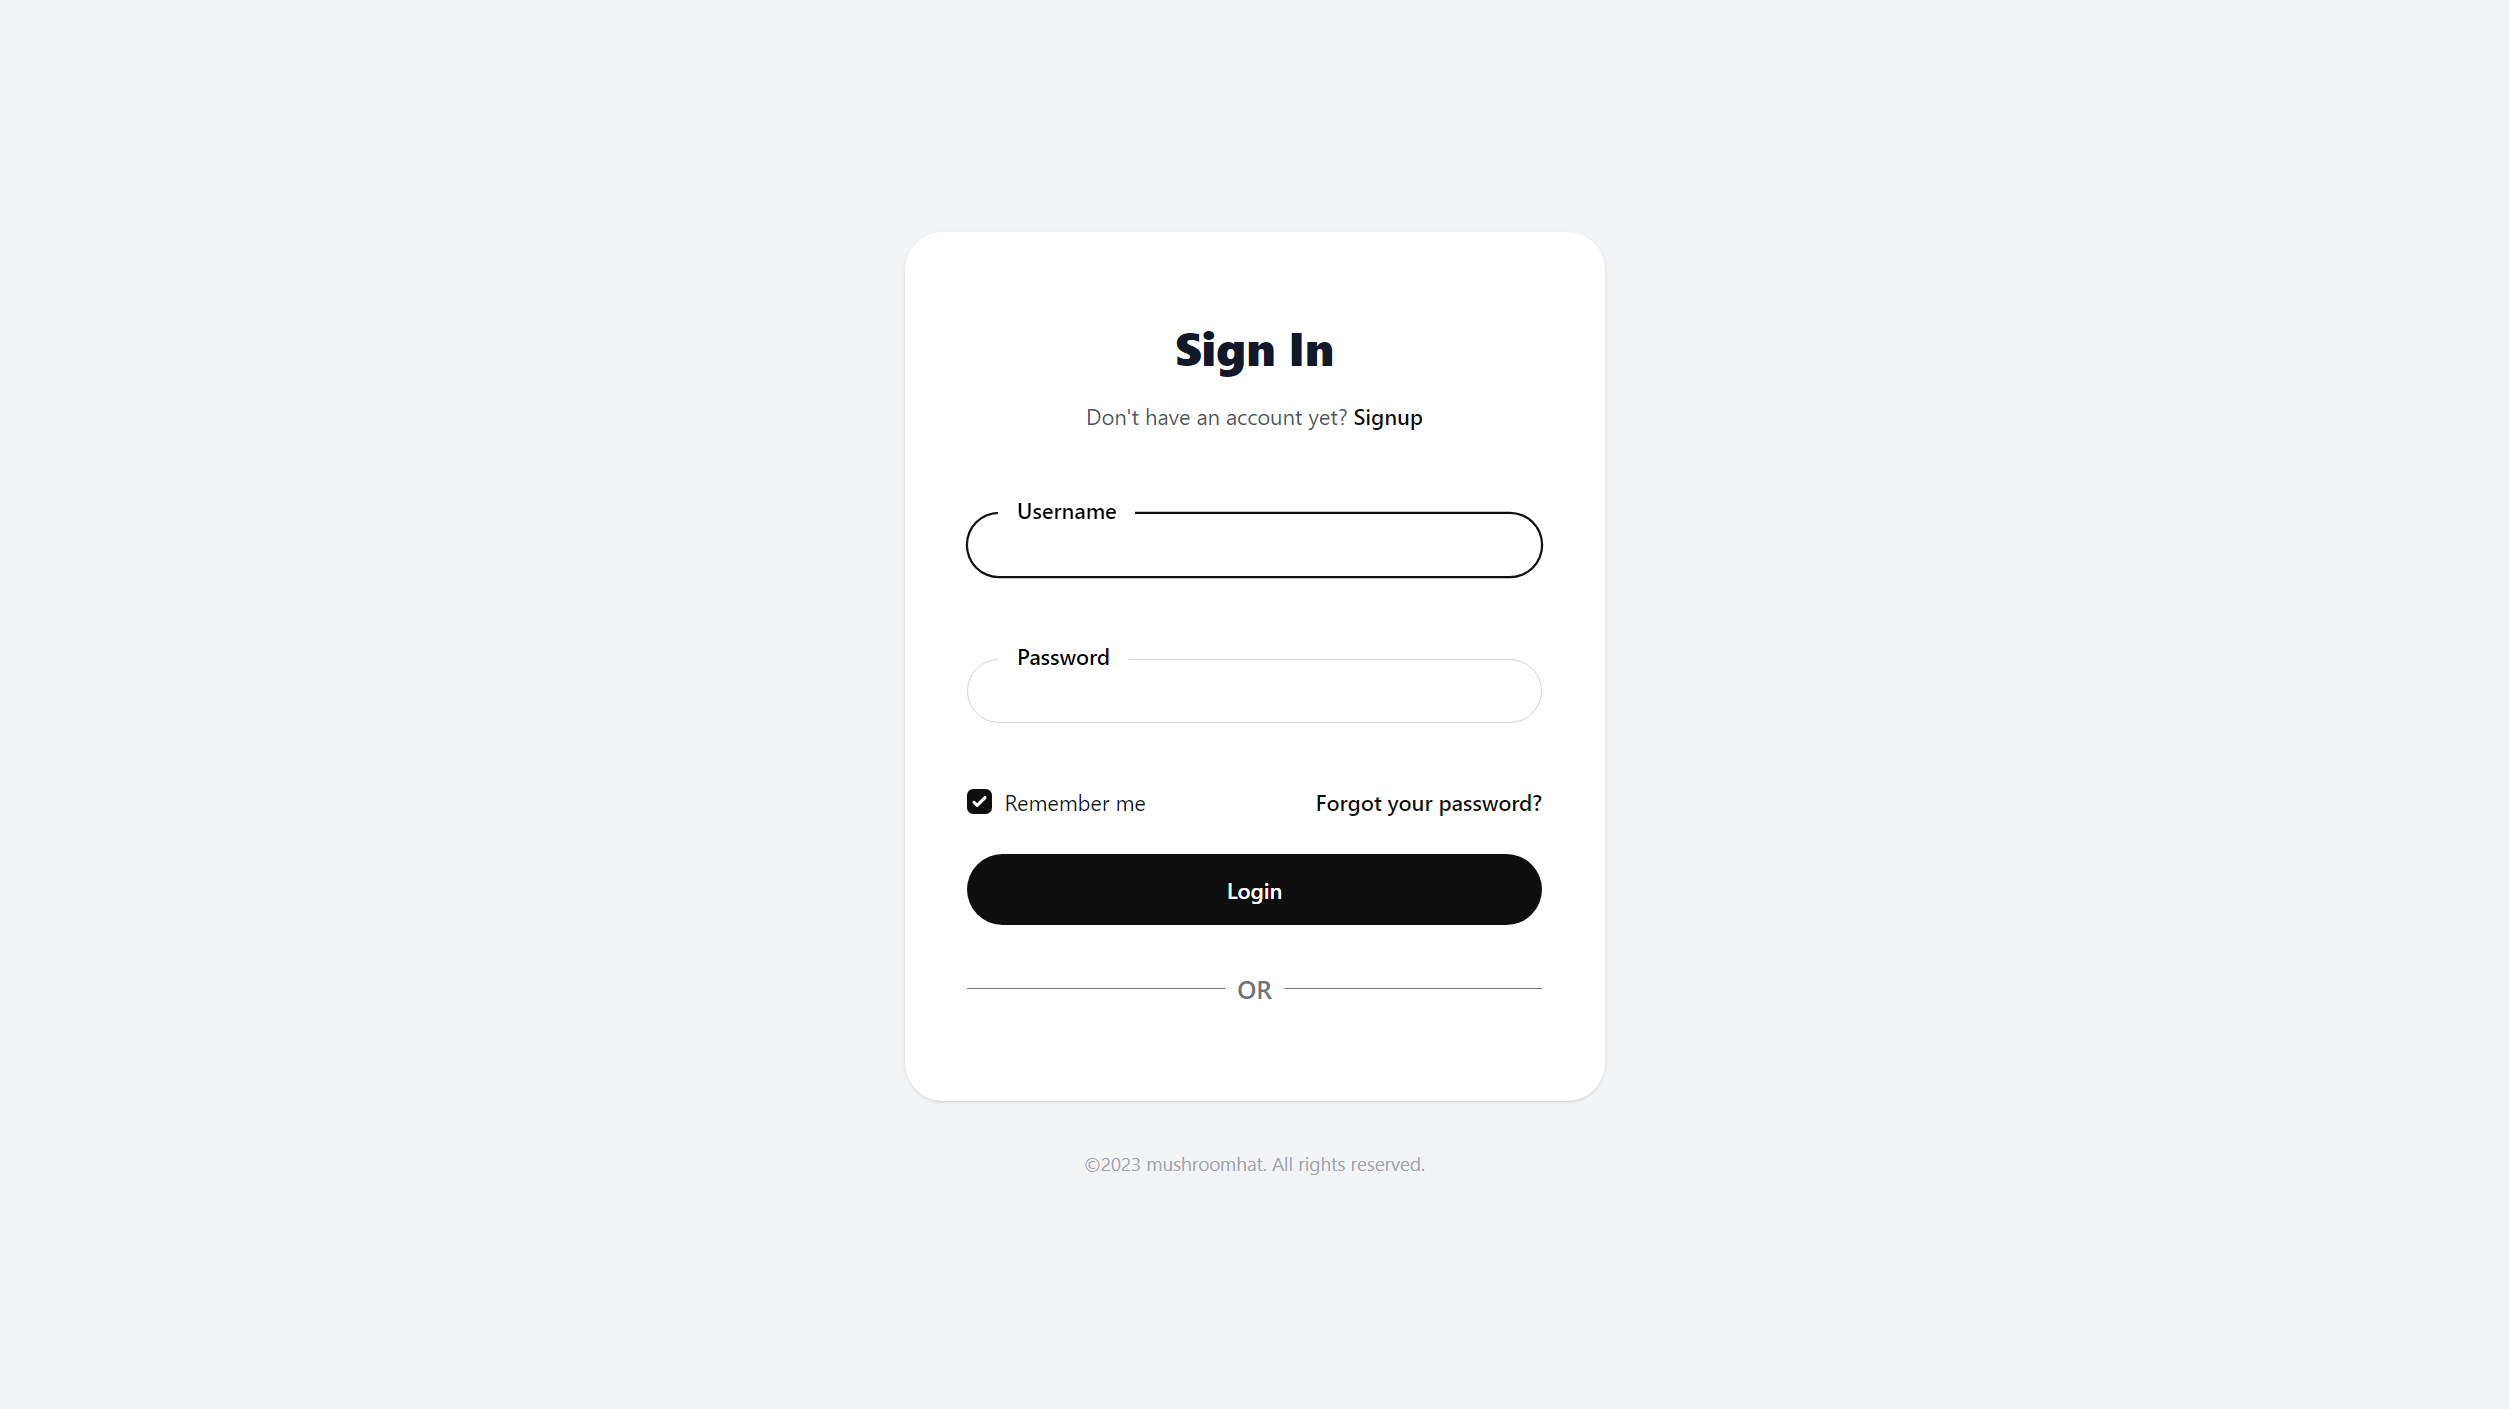 Sign In
Don't have an account yet? Signup
Username
Password
Remember me
Forgot your password?
Login
OR
©2023 mushroomhat. All rights reserved.